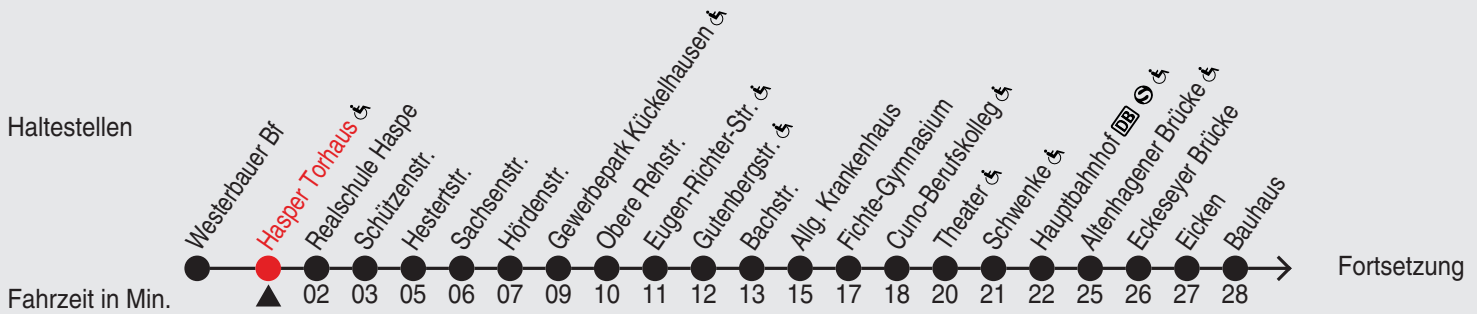 Haltestellen
Westerbauer Bf
Hasper Torhaus
Realschule Haspe
Schützenstr.
Hestertstr.
Sachsenstr.
Hördenstr.
Gewerbepark Kückelhausen
Obere Rehstr.
Eugen-Richter-Str.
Gutenbergstr.
Bachstr.
Allg. Krankenhaus
Fichte-Gymnasium
Cuno-Berufskolleg
Theater
Schwenke
Hauptbahnhof DB S
Altenhagener Brücke
Eckeseyer Brücke
Eicken
Bauhaus
Fortsetzung
Fahrzeit in Min. 02 03 05 06 07 09 10 11 12 13 15 17 18 20 21 22 25 26 27 28